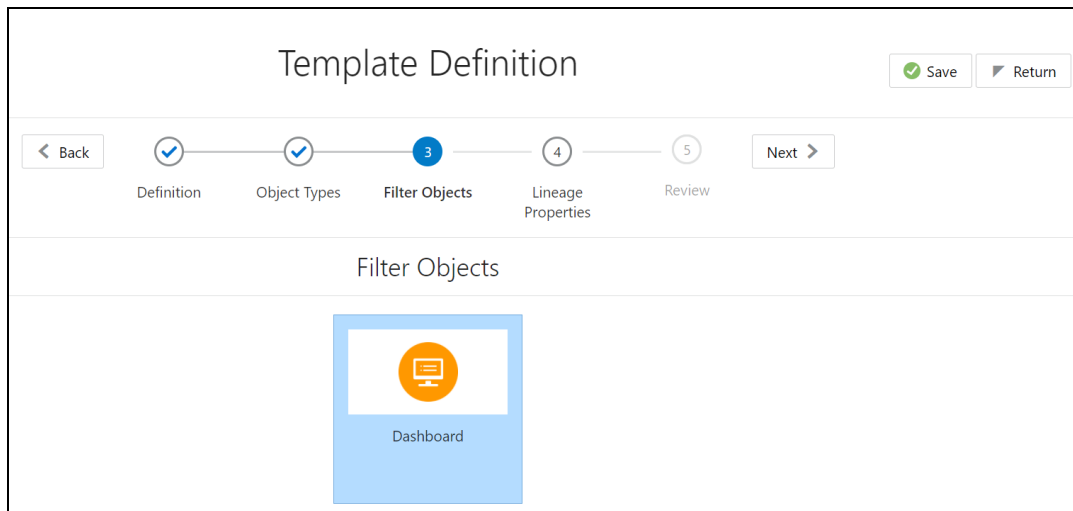 Template Definition
Save
Return
Back
3
4
5
Next
Definition
Object Types
Filter Objects
Lineage
Properties
Review
Filter Objects
Dashboard